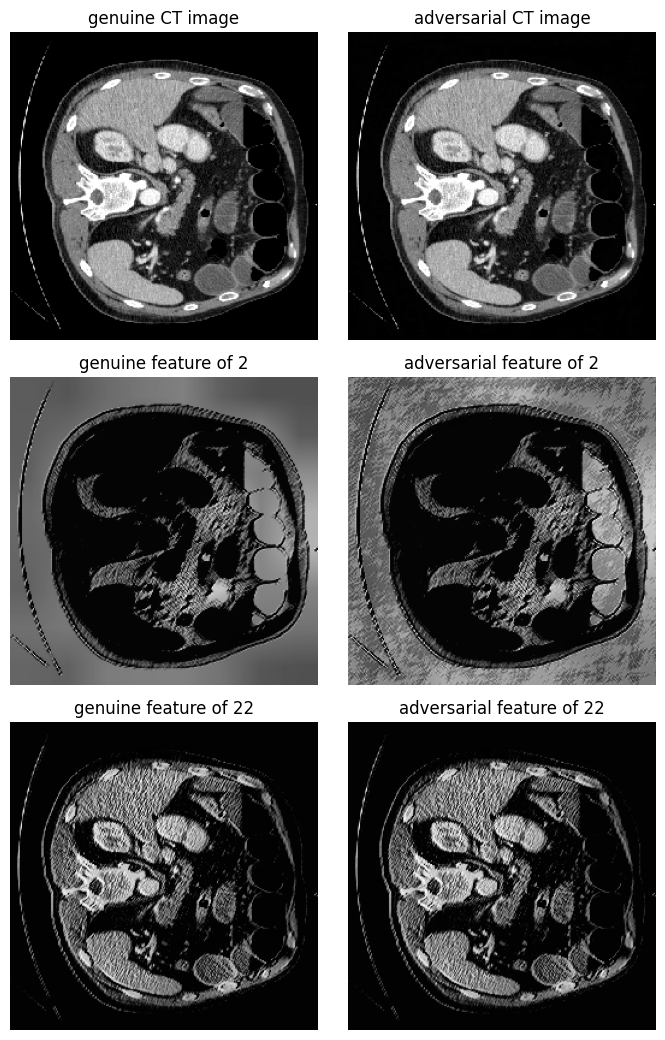 genuine CT image
adversarial CT image
genuine feature of 2
adversarial feature of 2
genuine feature of 22
adversarial feature of 22